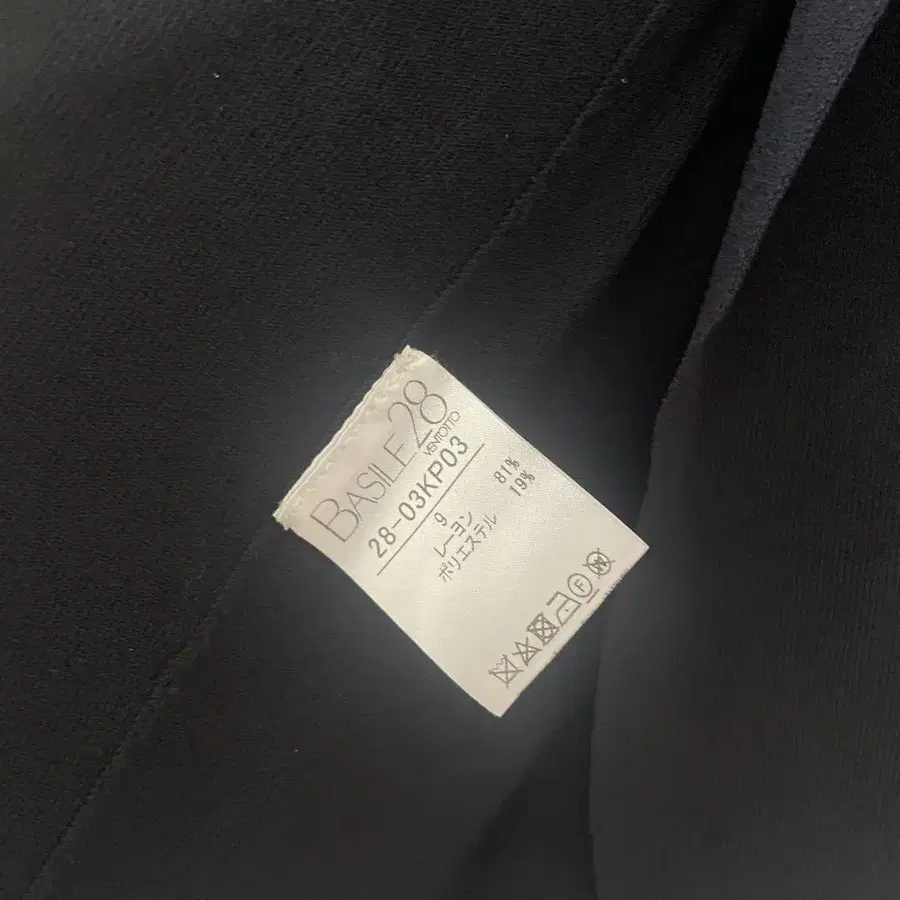 BASILE28
VENTOTTO
28-03KP03
9
レーヨン 81%
ポリエステル 19%
F
W